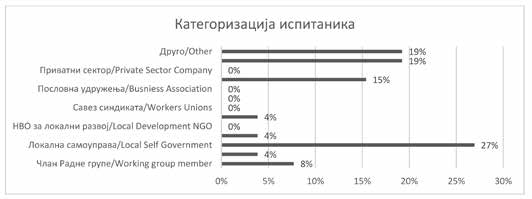 Категоризација испитаника
Друго/Other
19%
19%
Приватни сектор/Private Sector Company
0%
15%
Пословна удружења/Busniess Association
0%
0%
Савез синдиката/Workers Unions
0%
4%
НВО за локални развој/Local Development NGO
0%
4%
Локална самоуправа/Local Self Government
27%
4%
Члан Радне групе/Working group member
8%
0% 5% 10% 15% 20% 25% 30%